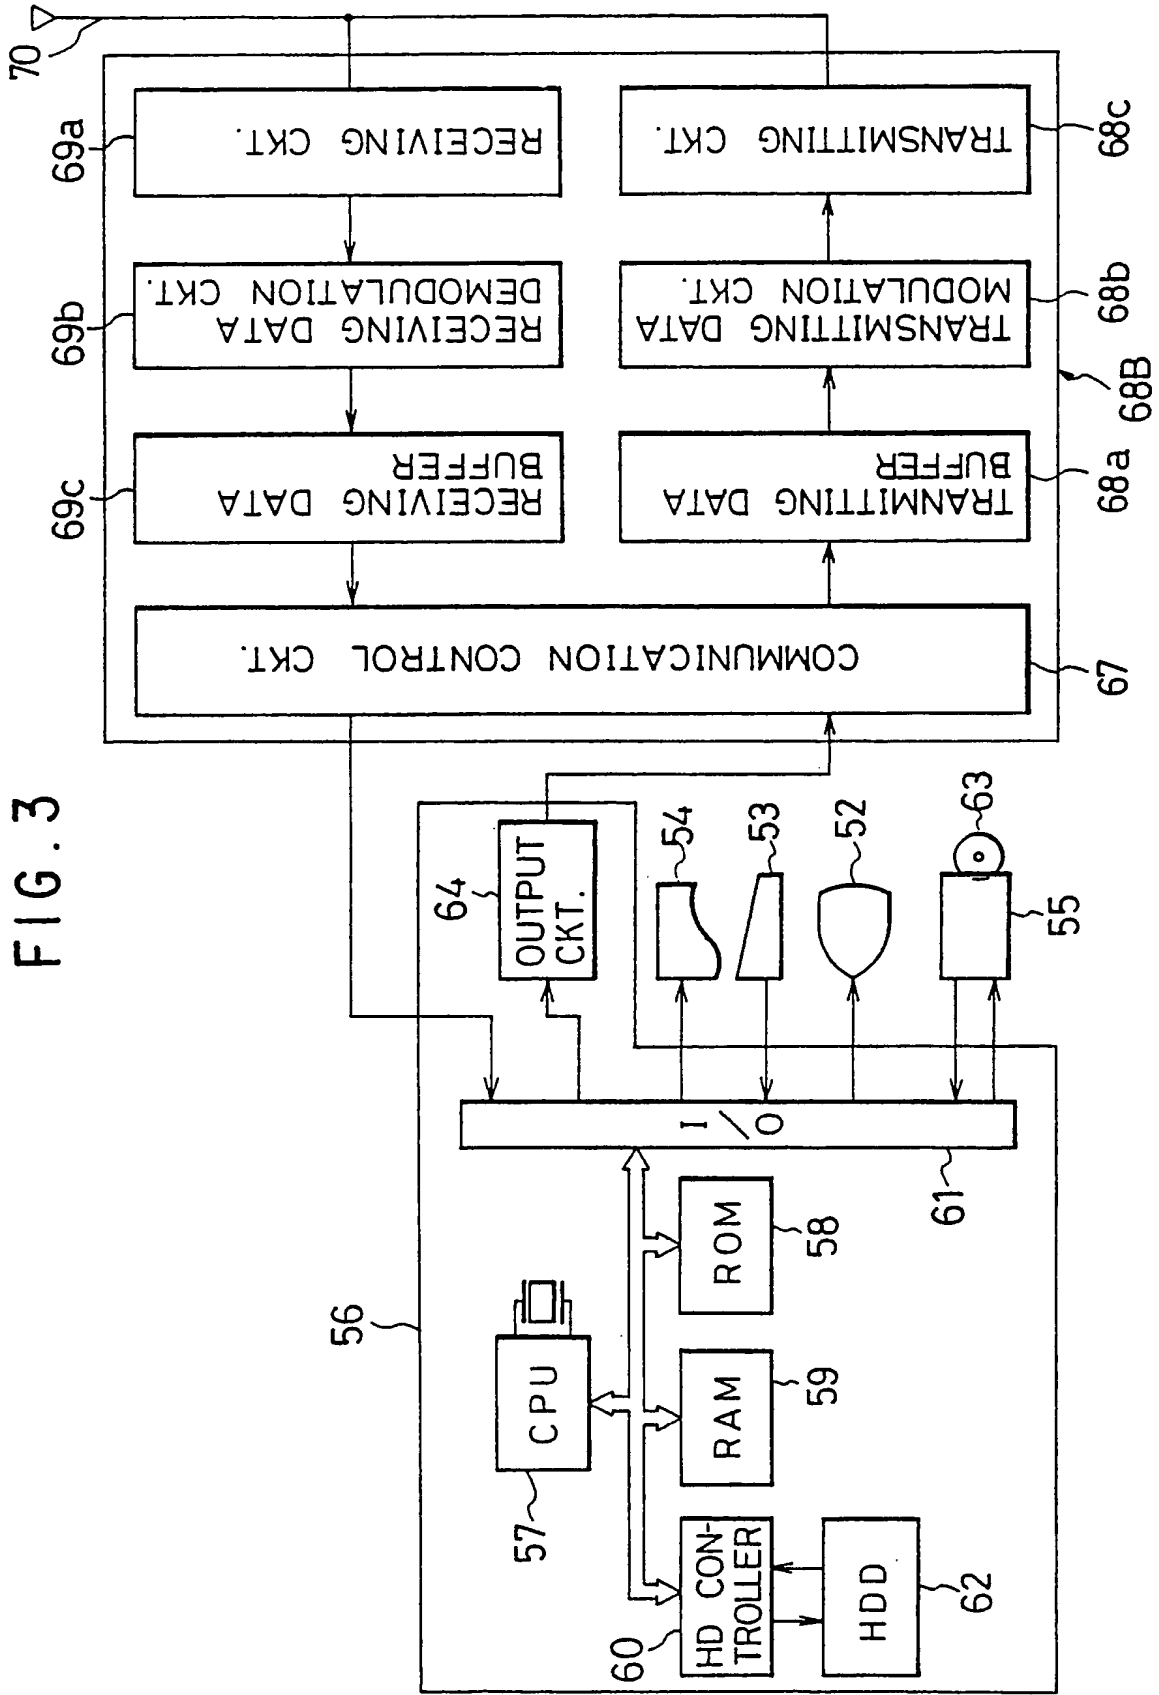 FIG. 3
70
69a
RECEIVING CKT.
69b
RECEIVING DATA
DEMODULATION CKT.
69c
RECEIVING DATA
BUFFER
TRANSMITTING CKT.
68c
TRANSMITTING DATA
MODULATION CKT.
68b
68B
TRANMITTING DATA
BUFFER
68a
COMMUNICATION CONTROL CKT.
67
64
OUTPUT
CKT.
54
53
52
63
55
I/O
61
56
CPU
57
ROM
58
RAM
59
HD CON-
TROLLER
60
HDD
62